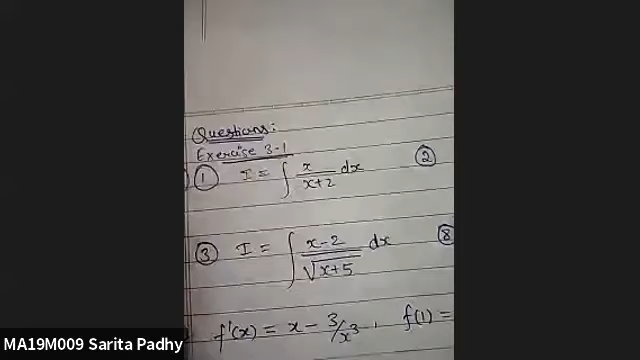 Questions:
Exercise 3-1
① I = ∫ x/(x+2) dx ②
③ I = ∫ (x-2)/√(x+5) dx ⑧
f'(x) = x - 3/x³, f(1) =
MA19M009 Sarita Padhy